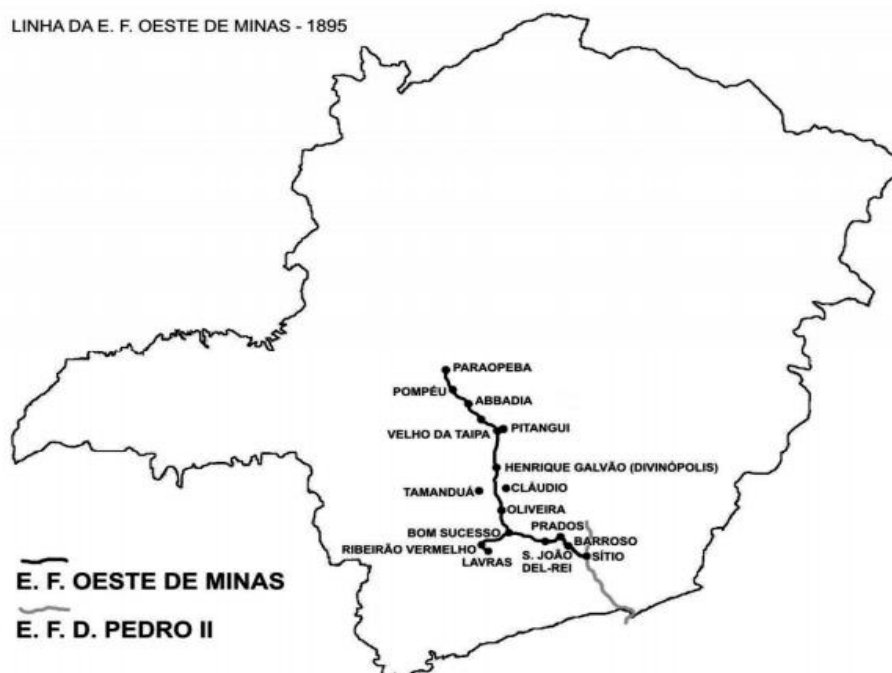 LINHA DA E. F. OESTE DE MINAS - 1895
PARAOPEBA
POMPÉU
ABBADIA
PITANGUI
VELHO DA TAIPA
HENRIQUE GALVÃO (DIVINÓPOLIS)
TAMANDUÁ
CLÁUDIO
OLIVEIRA
PRADOS
BOM SUCESSO
BARROSO
RIBEIRÃO VERMELHO
S. JOÃO
DEL-REI
SÍTIO
LAVRAS
E. F. OESTE DE MINAS
E. F. D. PEDRO II